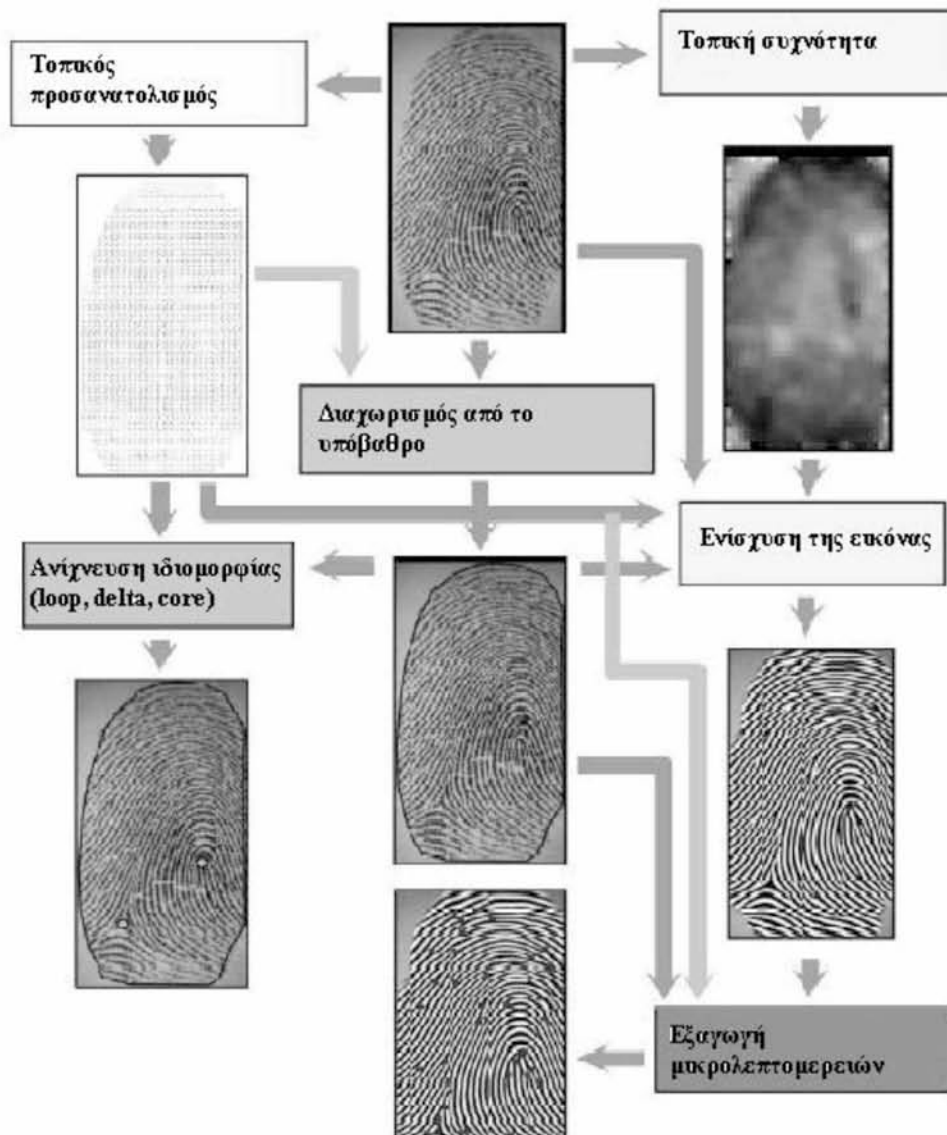 Τοπικός
προσανατολισμός
Τοπική συχνότητα
Διαχωρισμός από το
υπόβαθρο
Ανίχνευση ιδιομορφίας
(loop, delta, core)
Ενίσχυση της εικόνας
Εξαγωγή
μικρολεπτομερειών